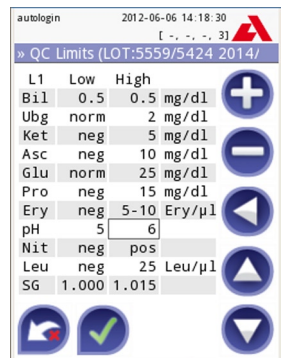 autologin 2012-06-06 14:18:30
[ -, -, -, 3]
» QC Limits (LOT:5559/5424 2014/
L1 Low High
Bil 0.5 0.5 mg/dl
Ubg norm 2 mg/dl
Ket neg 5 mg/dl
Asc neg 10 mg/dl
Glu norm 25 mg/dl
Pro neg 15 mg/dl
Ery neg 5-10 Ery/µl
pH 5 6
Nit neg pos
Leu neg 25 Leu/µl
SG 1.000 1.015